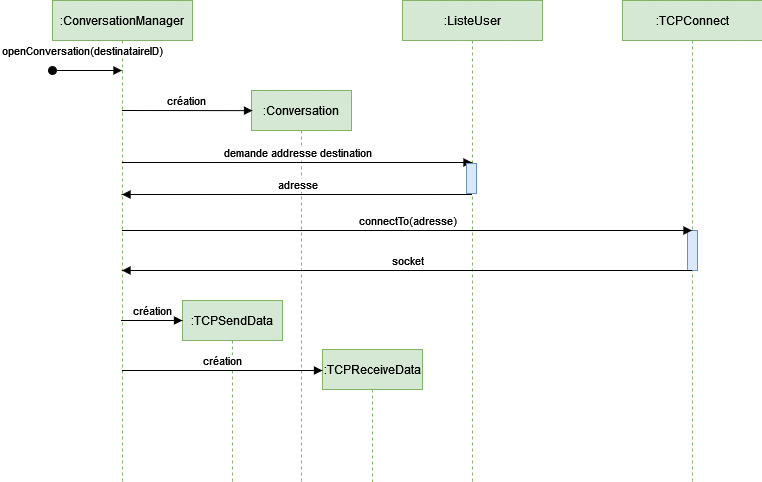 :ConversationManager
:ListeUser
:TCPConnect
openConversation(destinataireID)
création
:Conversation
demande addresse destination
adresse
connectTo(adresse)
socket
création
:TCPSendData
création
:TCPReceiveData